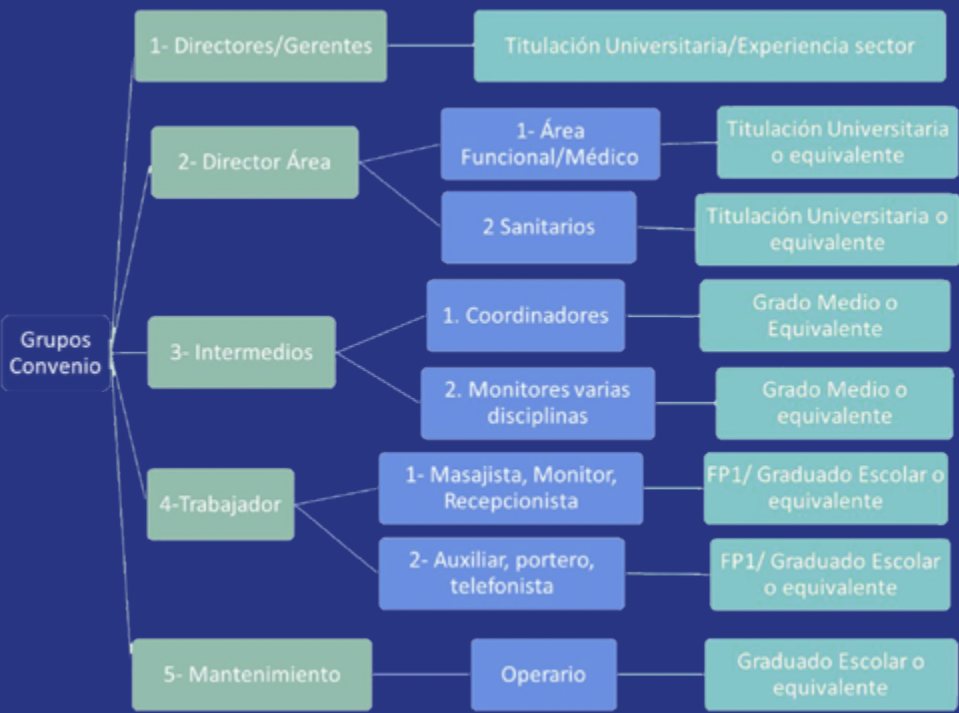 1- Directores/Gerentes
Titulación Universitaria/Experiencia sector
2- Director Área
1- Área
Funcional/Médico
Titulación Universitaria
o equivalente
2 Sanitarios
Titulación Universitaria o
equivalente
Grupos
Convenio
3- Intermedios
1. Coordinadores
Grado Medio o
Equivalente
2. Monitores varias
disciplinas
Grado Medio o
equivalente
4-Trabajador
1- Masajista, Monitor,
Recepcionista
FP1/ Graduado Escolar o
equivalente
2- Auxiliar, portero,
telefonista
FP1/ Graduado Escolar
o equivalente
5- Mantenimiento
Operario
Graduado Escolar o
equivalente